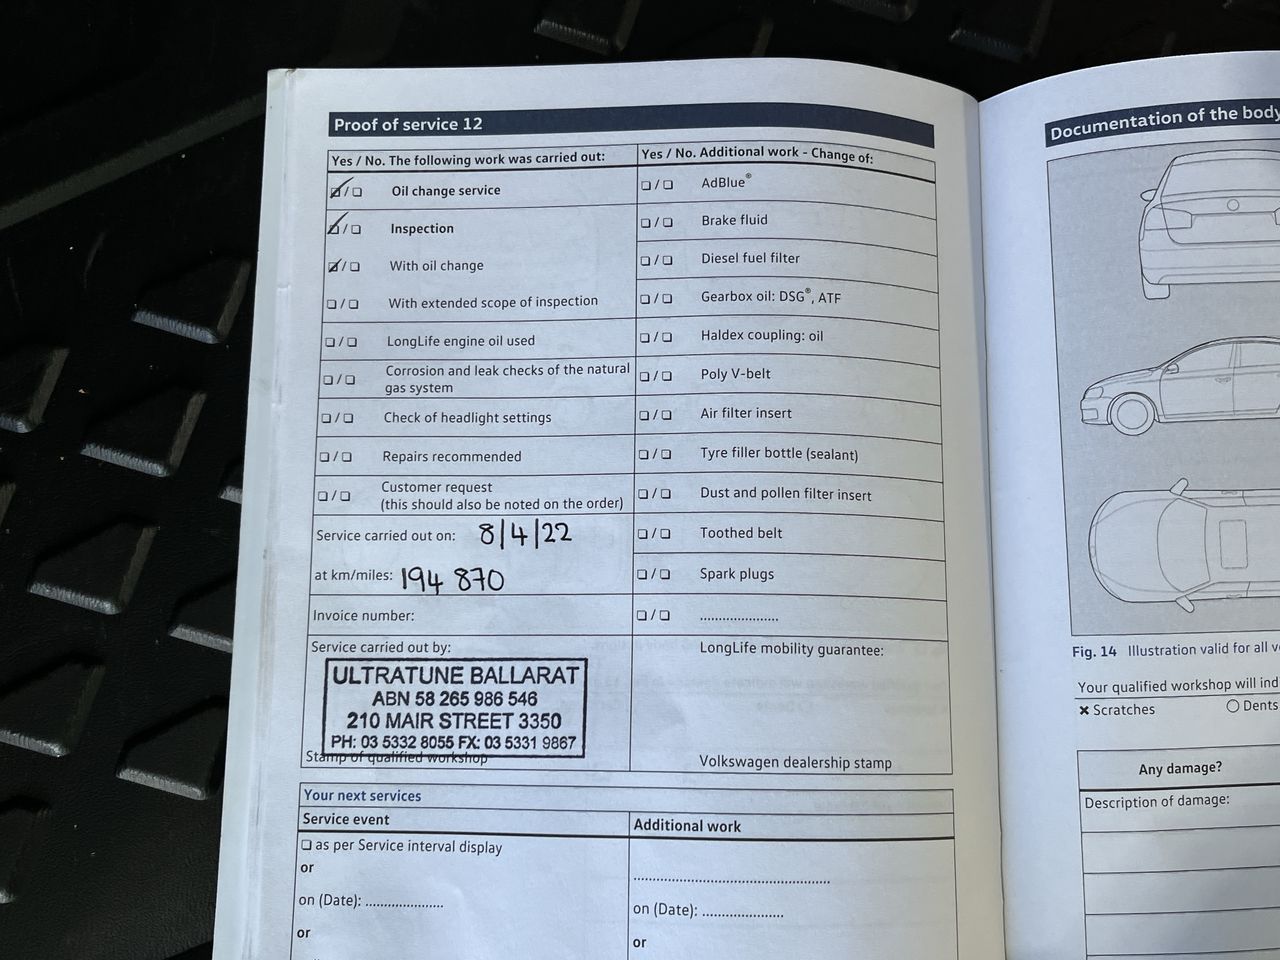 Proof of service 12
Yes / No. The following work was carried out:
☑/☐ Oil change service
☑/☐ Inspection
☑/☐ With oil change
☐/☐ With extended scope of inspection
☐/☐ LongLife engine oil used
☐/☐ Corrosion and leak checks of the natural
gas system
☐/☐ Check of headlight settings
☐/☐ Repairs recommended
☐/☐ Customer request
(this should also be noted on the order)
Service carried out on: 8/4/22
at km/miles: 194 870
Invoice number:
Service carried out by:
ULTRATUNE BALLARAT
ABN 58 265 986 546
210 MAIR STREET 3350
PH: 03 5332 8055 FX: 03 5331 9867
Stamp of qualified workshop
Yes / No. Additional work - Change of:
☐/☐ AdBlue®
☐/☐ Brake fluid
☐/☐ Diesel fuel filter
☐/☐ Gearbox oil: DSG®, ATF
☐/☐ Haldex coupling: oil
☐/☐ Poly V-belt
☐/☐ Air filter insert
☐/☐ Tyre filler bottle (sealant)
☐/☐ Dust and pollen filter insert
☐/☐ Toothed belt
☐/☐ Spark plugs
☐/☐ .....................
LongLife mobility guarantee:
Volkswagen dealership stamp
Your next services
Service event
☐ as per Service interval display
or
on (Date): .....................
or
Additional work
.....................................................
on (Date): .....................
or
Documentation of the body
Fig. 14 Illustration valid for all
Your qualified workshop will
✖ Scratches ○ Dents
Any damage?
Description of damage: